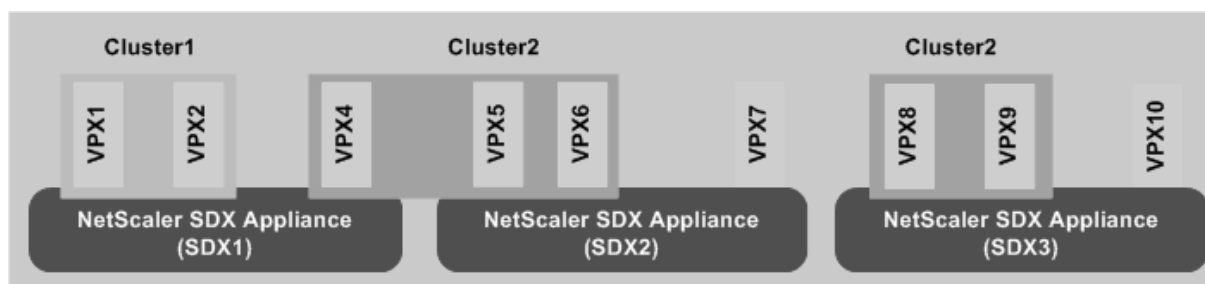 Cluster1
Cluster2
Cluster2
VPX1
VPX2
VPX4
VPX5
VPX6
VPX7
VPX8
VPX9
VPX10
NetScaler SDX Appliance
(SDX1)
NetScaler SDX Appliance
(SDX2)
NetScaler SDX Appliance
(SDX3)